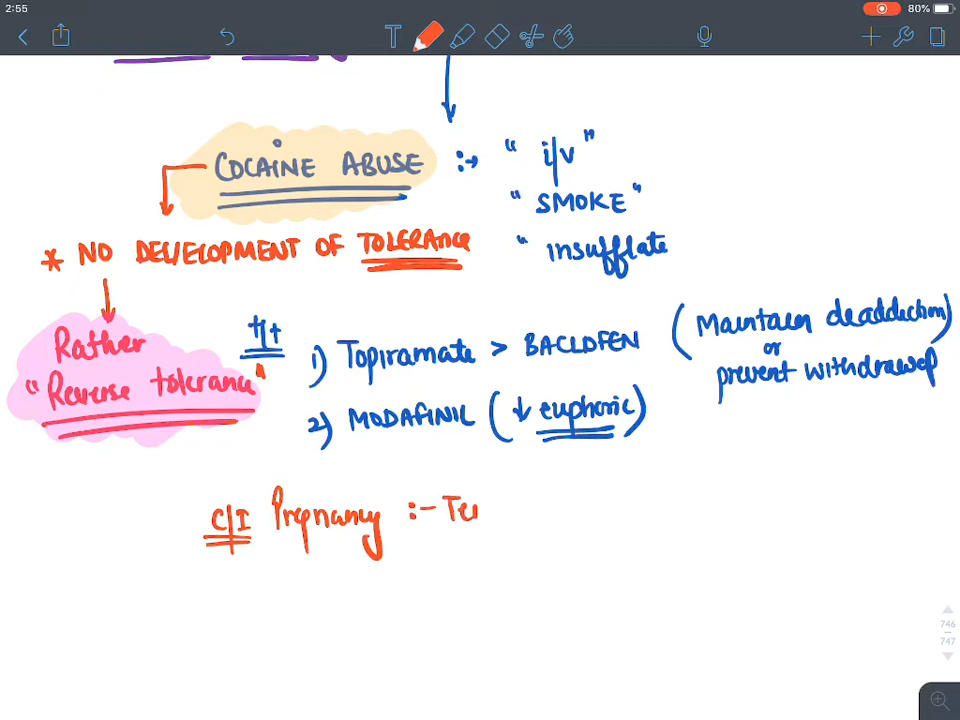 2:55
80%
T
COCAINE ABUSE :→ " i/v "
" SMOKE "
" insufflate
* NO DEVELOPMENT OF TOLERANCE
Rather
" Reverse tolerance
t/t
1) Topiramate > BACLOFEN (Maintain deaddiction)
or
prevent withdrawal
2) MODAFINIL (↓ euphoric)
C/I Pregnancy :- Te
746
747